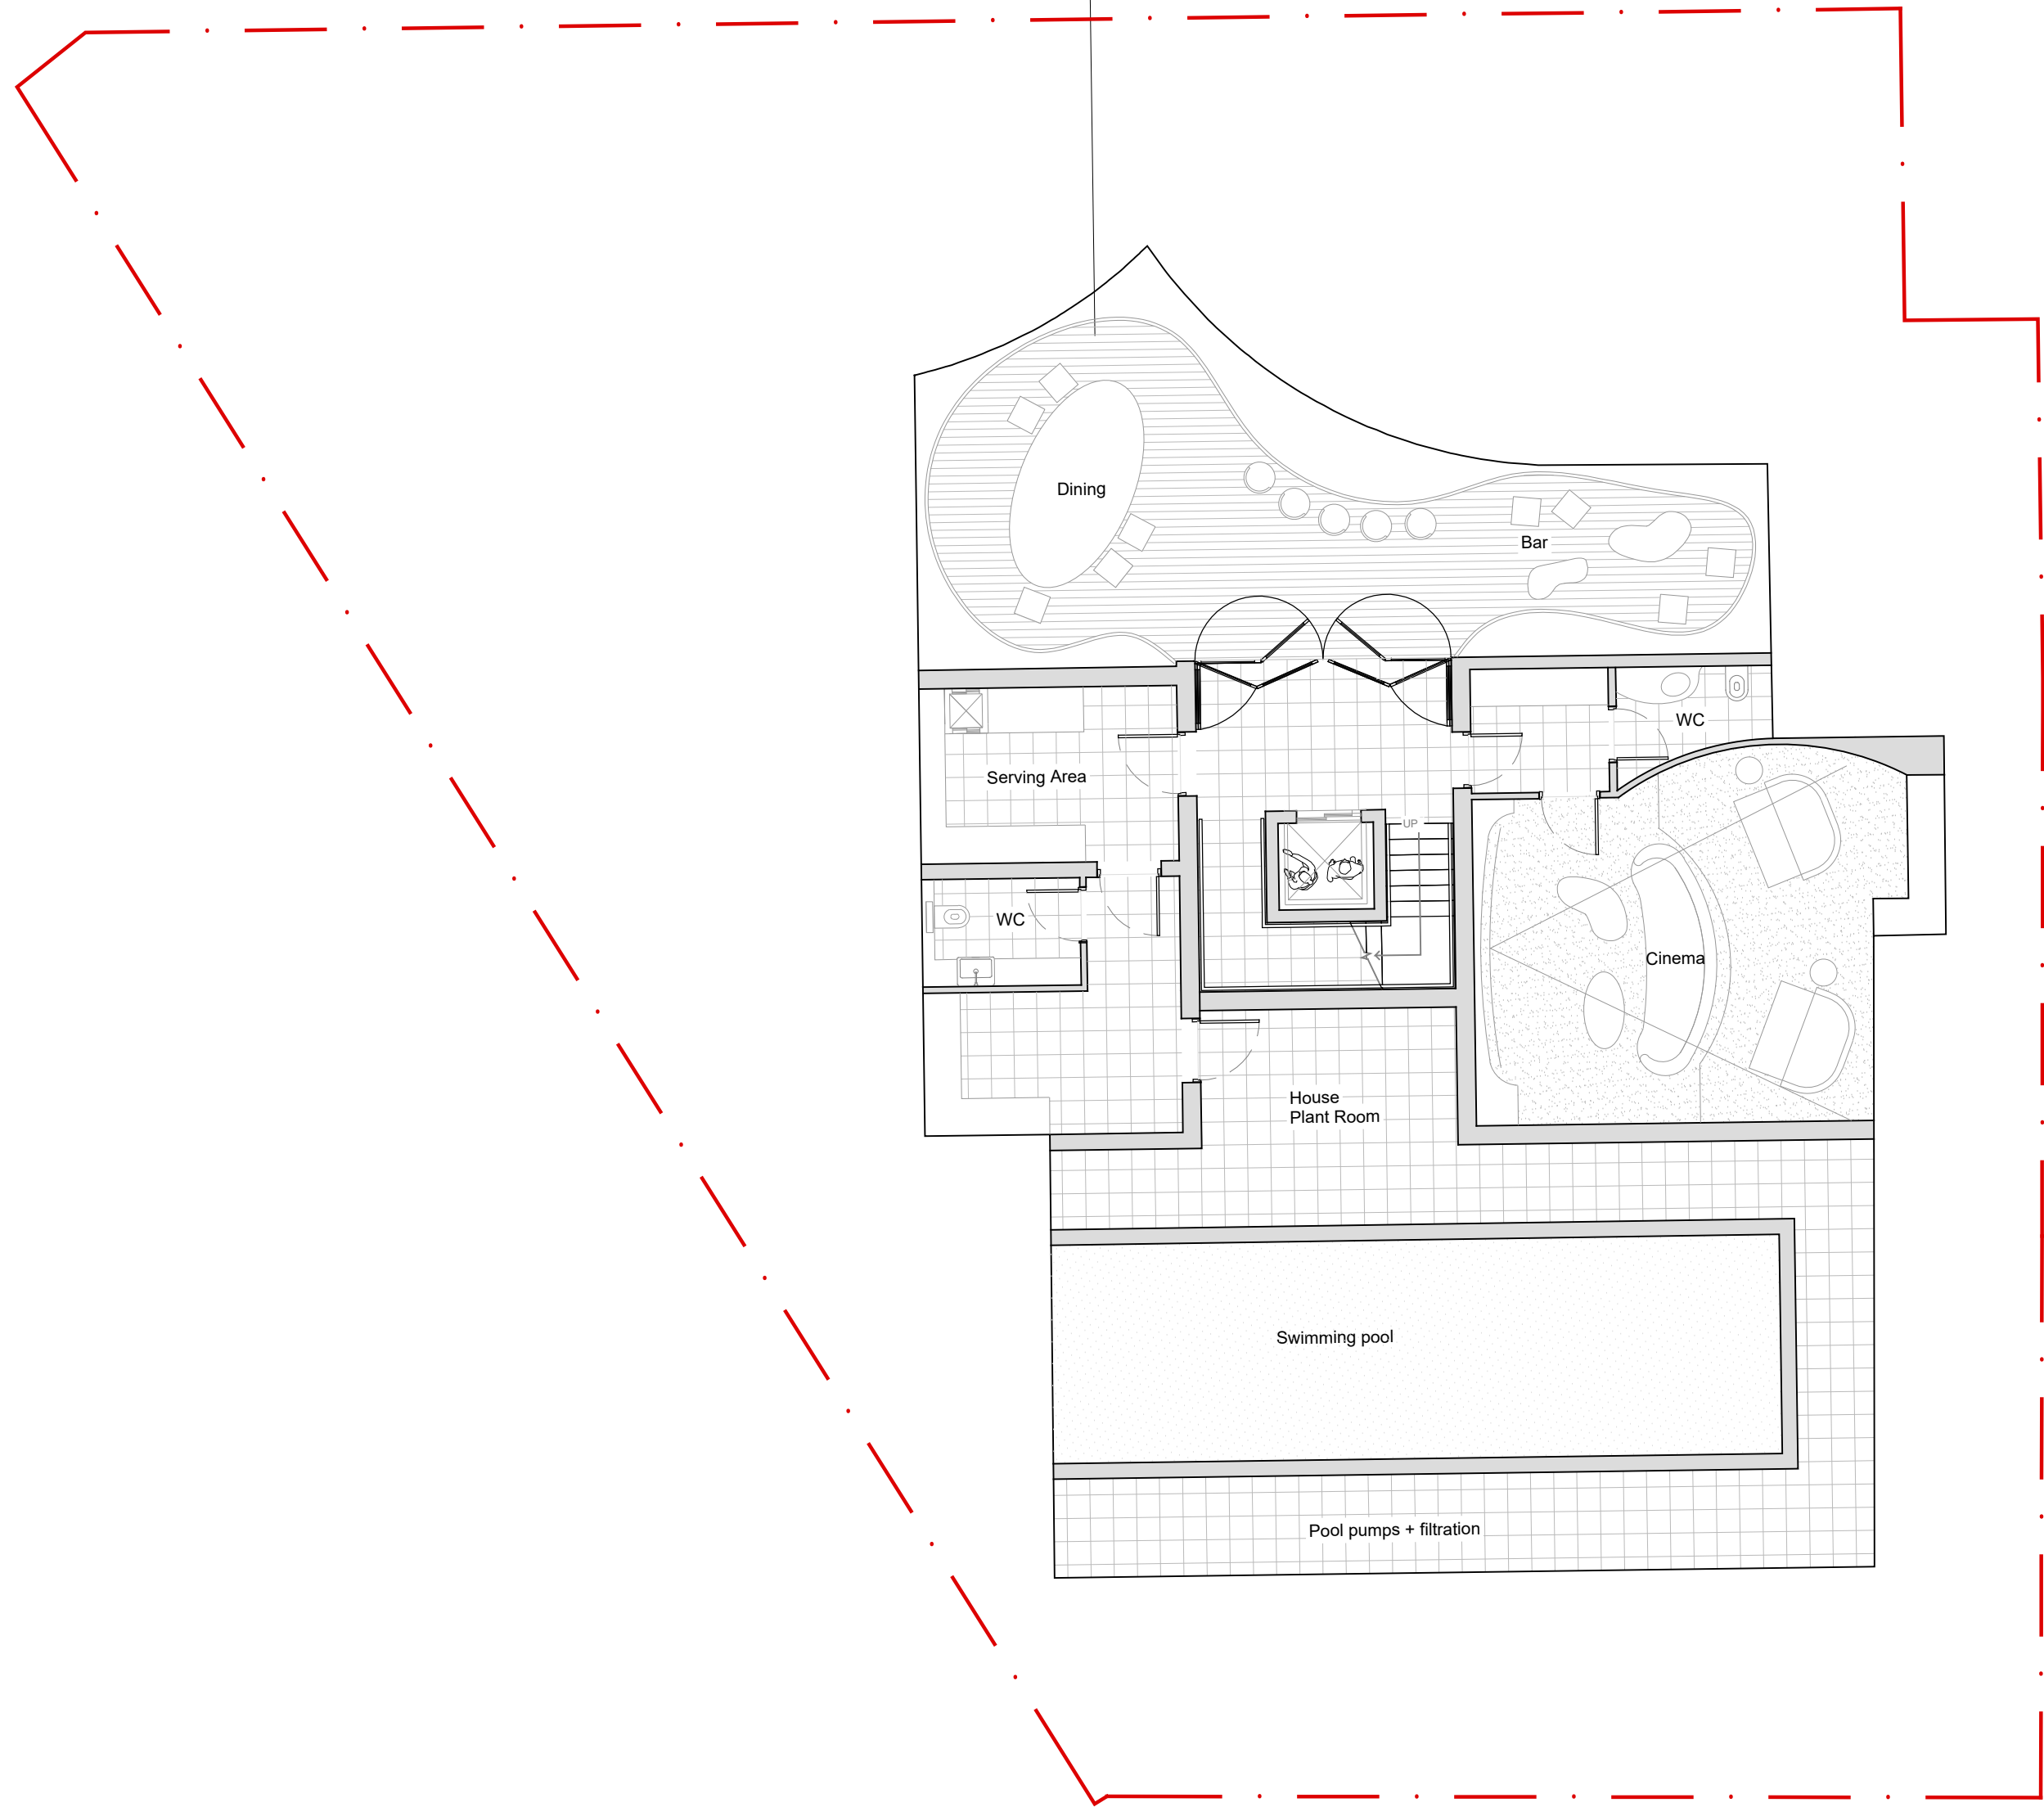 Dining
Bar
WC
Serving Area
UP
WC
Cinema
House
Plant Room
Swimming pool
Pool pumps + filtration